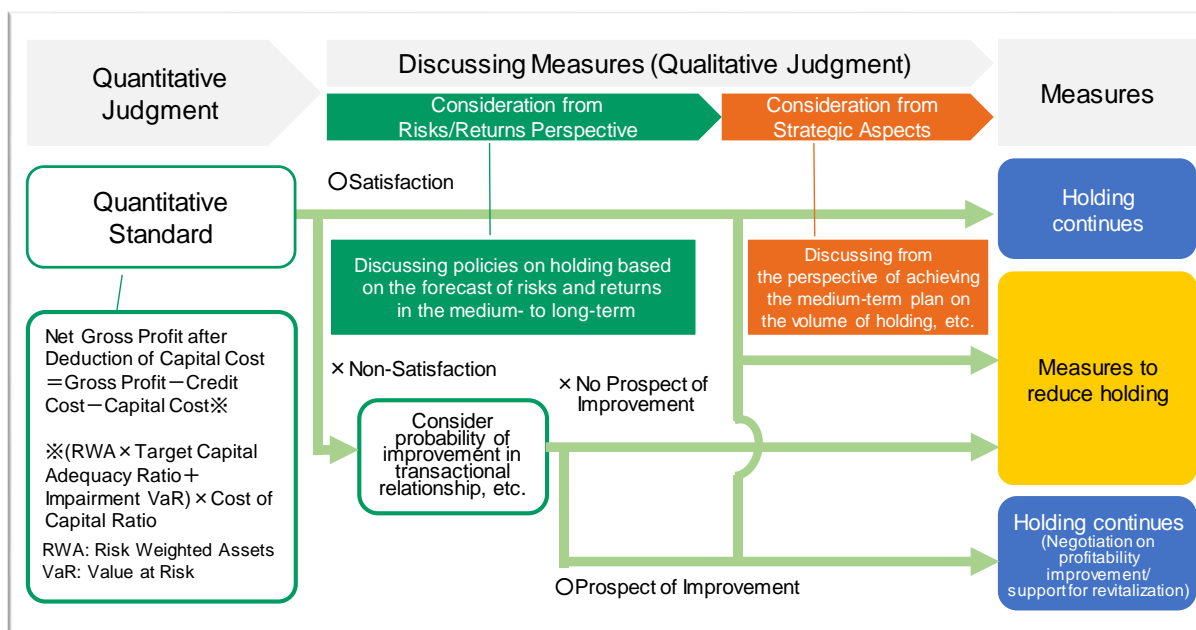 Quantitative
Judgment
Discussing Measures (Qualitative Judgment)
Consideration from
Risks/Returns Perspective
Consideration from
Strategic Aspects
Measures
Quantitative
Standard
○Satisfaction
Holding
continues
Discussing policies on holding based
on the forecast of risks and returns
in the medium- to long-term
Discussing from
the perspective of achieving
the medium-term plan on
the volume of holding, etc.
Net Gross Profit after
Deduction of Capital Cost
＝Gross Profit－Credit
Cost－Capital Cost※
※(RWA×Target Capital
Adequacy Ratio＋
Impairment VaR)×Cost of
Capital Ratio
RWA: Risk Weighted Assets
VaR: Value at Risk
×Non-Satisfaction
Consider
probability of
improvement in
transactional
relationship, etc.
×No Prospect of
Improvement
Measures to
reduce holding
○Prospect of Improvement
Holding continues
(Negotiation on
profitability
improvement/
support for revitalization)